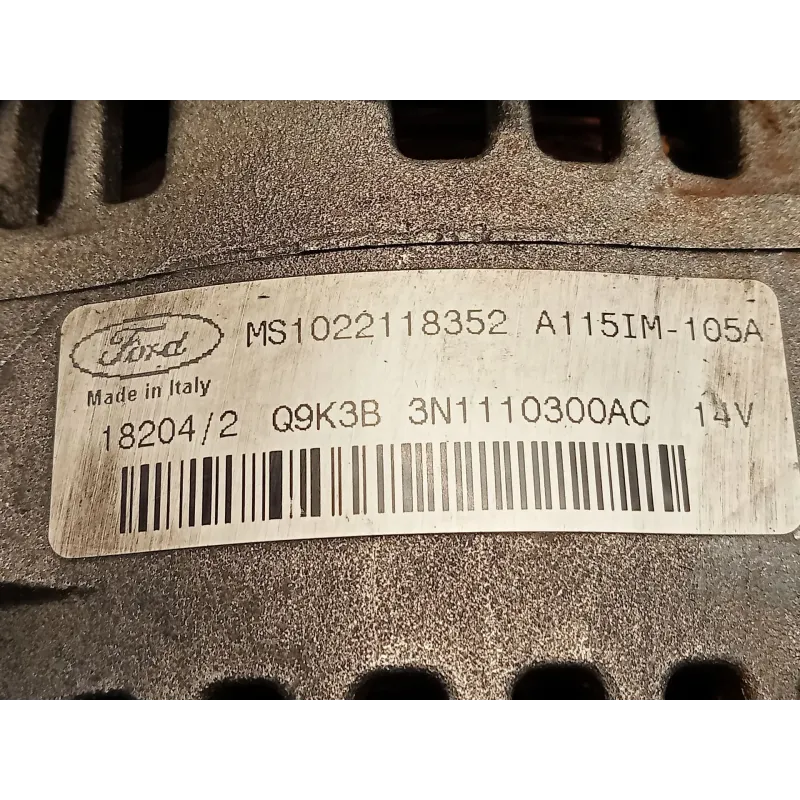 Ford MS1022118352 A115IM-105A
Made in Italy
18204/2 Q9K3B 3N1110300AC 14V